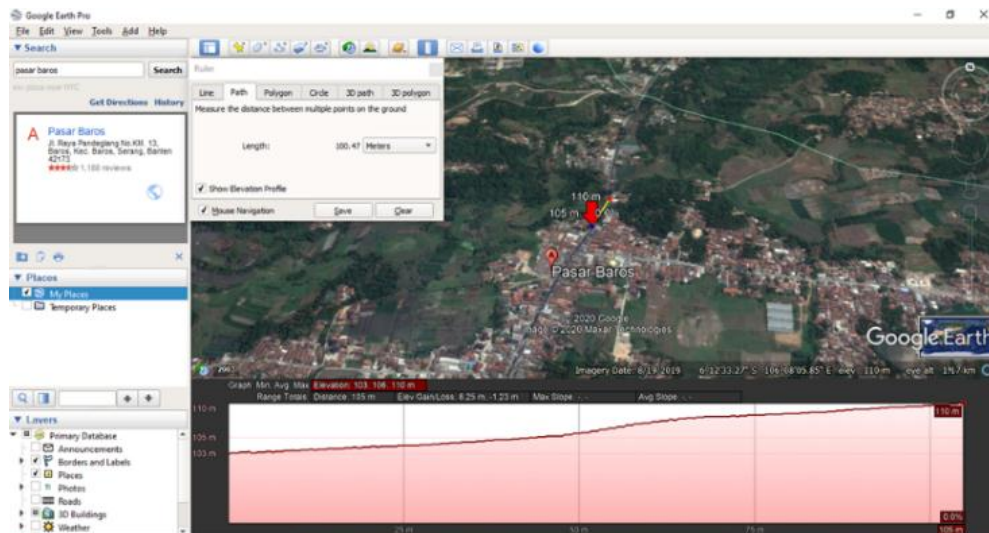 Google Earth Pro
File Edit View Tools Add Help
Search
pasar baros
Search
Get Directions History
A Pasar Baros
Jl. Raya Pandeglang No.KM. 13,
Baros, Kec. Baros, Serang, Banten
42173
1,188 reviews
Places
My Places
Temporary Places
Layers
Primary Database
Announcements
Borders and Labels
Places
Photos
Roads
3D Buildings
Weather
Ruler
Line Path Polygon Circle 3D path 3D polygon
Measure the distance between multiple points on the ground
Length: 100.47 Meters
Show Elevation Profile
Mouse Navigation Save Clear
110 m
105 m
Pasar Baros
2020 Google
Image © 2020 Maxar Technologies
Google Earth
Imagery Date: 8/19/2019 6°12'33.27" S 106°08'05.85" E elev 110 m eye alt 1.57 km
Graph: Min, Avg, Max Elevation: 103, 106, 110 m
Range Totals: Distance: 105 m Elev Gain/Loss: 8.25 m, -1.23 m Max Slope: -, - Avg Slope: -, -
110 m
110 m
105 m
103 m
0.0%
25 m 50 m 75 m 105 m